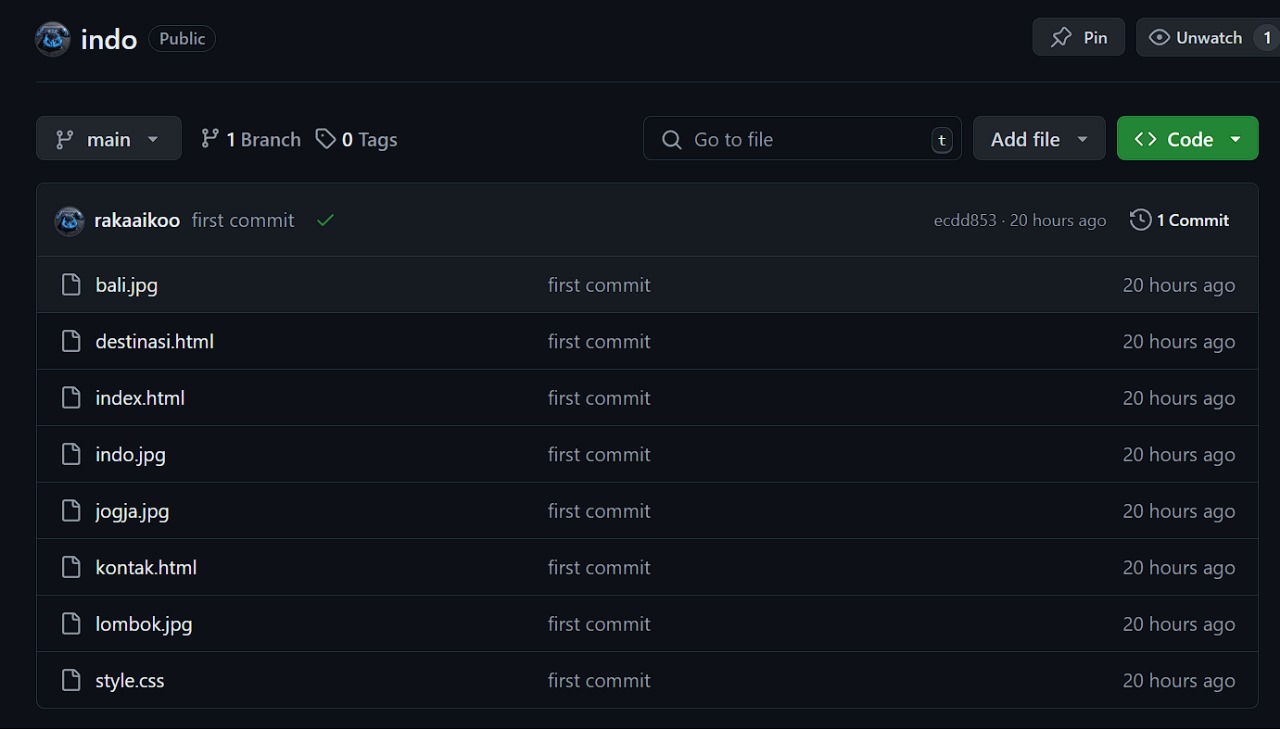 indo Public Pin Unwatch 1
main 1 Branch 0 Tags Go to file t Add file Code
rakaaikoo first commit ecdd853 · 20 hours ago 1 Commit
bali.jpg first commit 20 hours ago
destinasi.html first commit 20 hours ago
index.html first commit 20 hours ago
indo.jpg first commit 20 hours ago
jogja.jpg first commit 20 hours ago
kontak.html first commit 20 hours ago
lombok.jpg first commit 20 hours ago
style.css first commit 20 hours ago